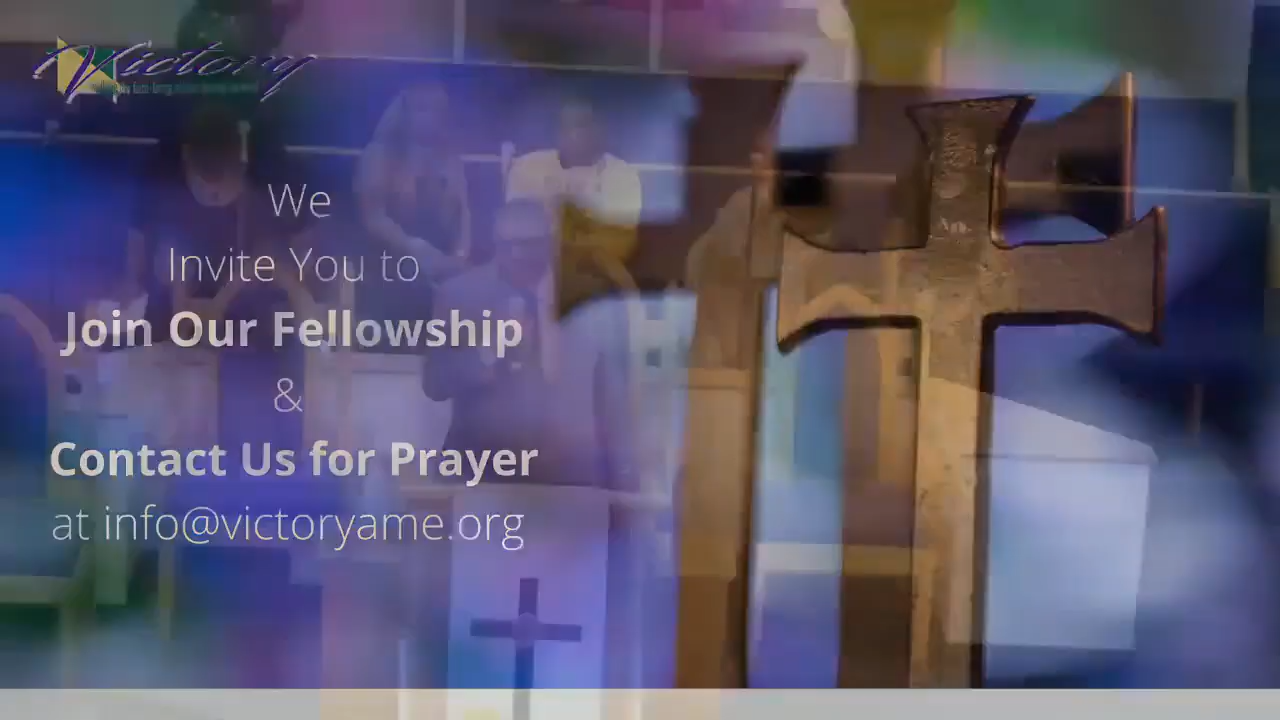 Victory
We
Invite You to
Join Our Fellowship
&
Contact Us for Prayer
at info@victoryame.org